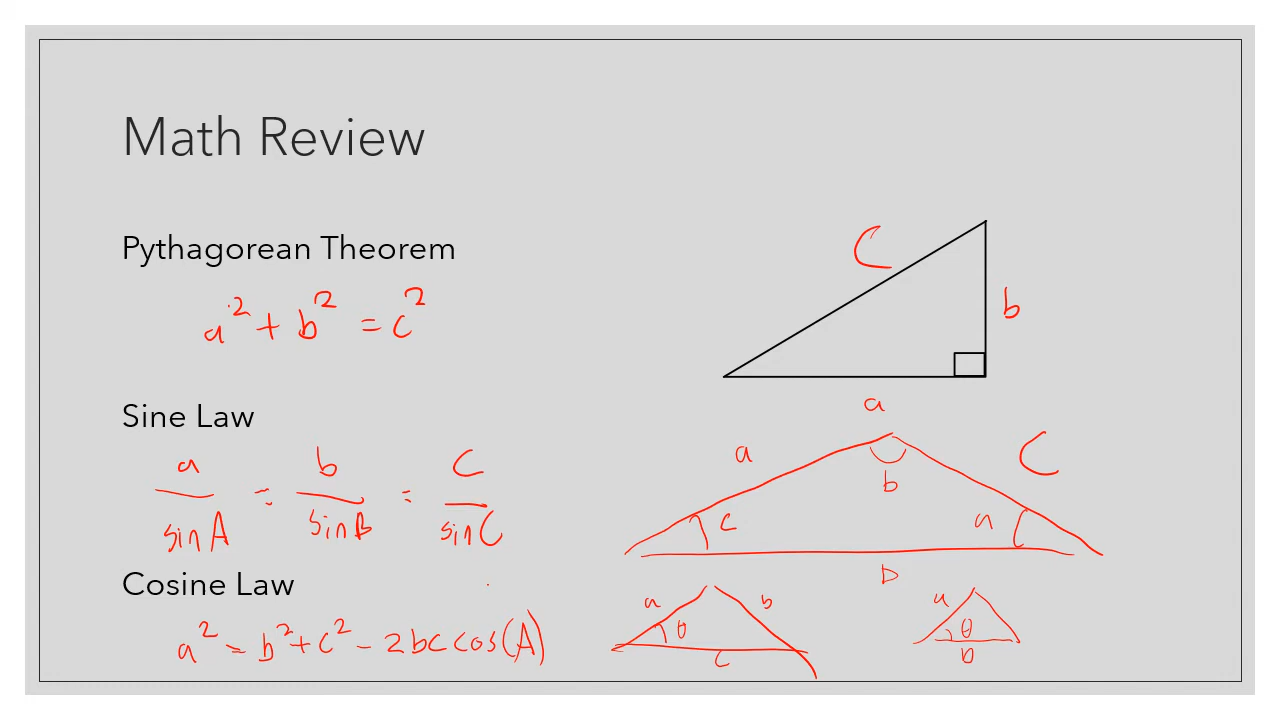 Math Review
Pythagorean Theorem
a² + b² = c²
C
b
a
Sine Law
a/sinA = b/sinB = c/sinC
a
C
b
c
a
b
Cosine Law
a² = b² + c² - 2bc cos(A)
a
b
θ
c
a
θ
b